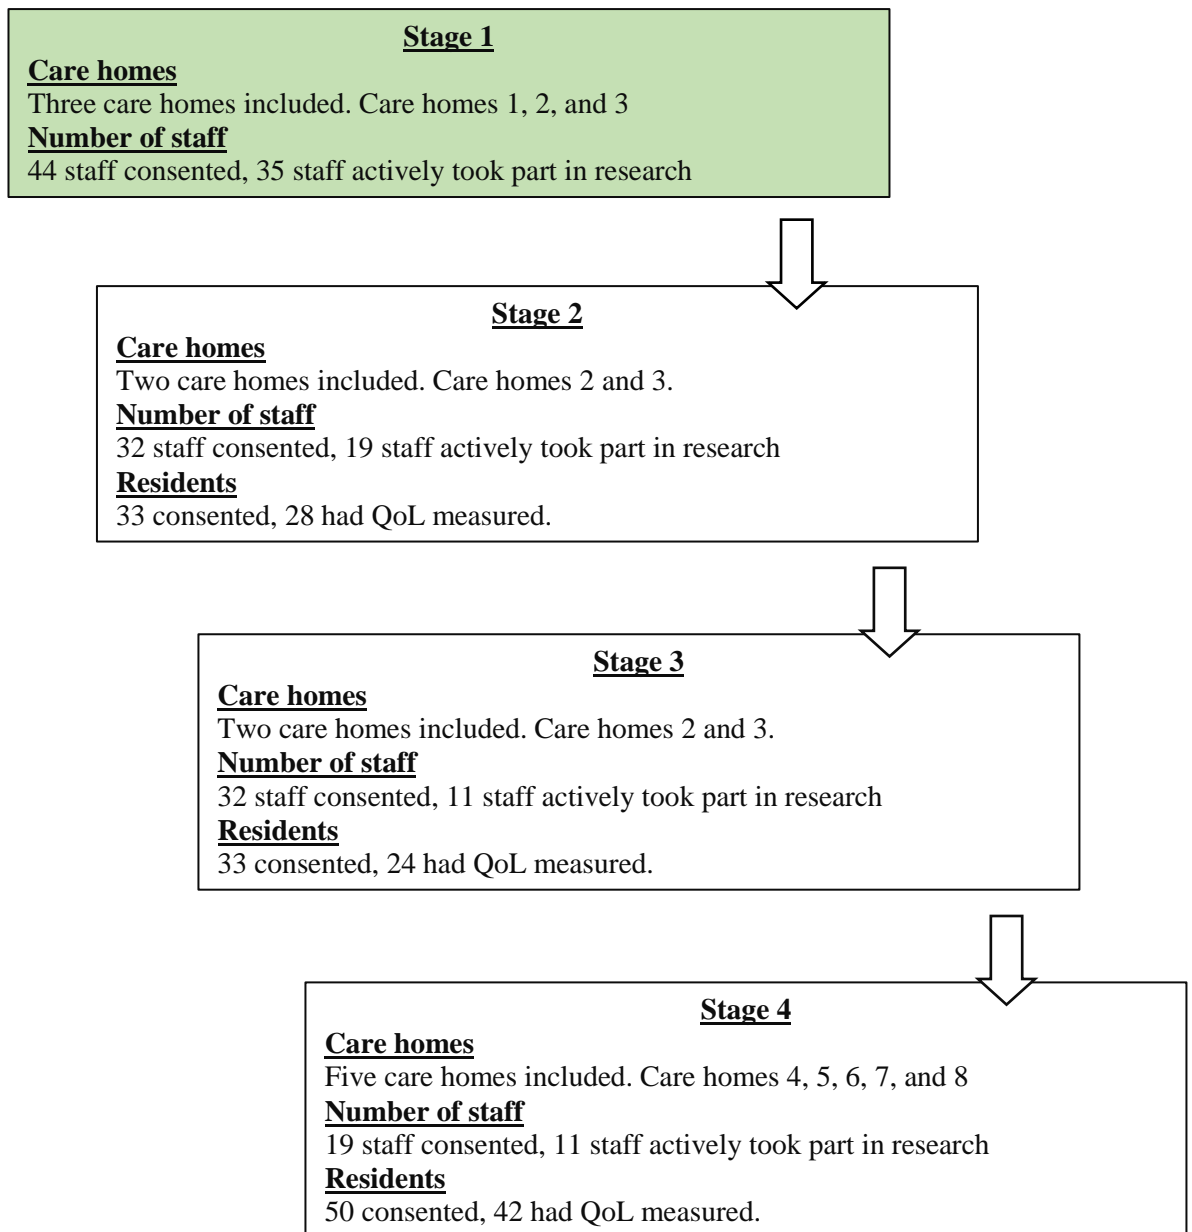 Stage 1
Care homes
Three care homes included. Care homes 1, 2, and 3
Number of staff
44 staff consented, 35 staff actively took part in research
Stage 2
Care homes
Two care homes included. Care homes 2 and 3.
Number of staff
32 staff consented, 19 staff actively took part in research
Residents
33 consented, 28 had QoL measured.
Stage 3
Care homes
Two care homes included. Care homes 2 and 3.
Number of staff
32 staff consented, 11 staff actively took part in research
Residents
33 consented, 24 had QoL measured.
Stage 4
Care homes
Five care homes included. Care homes 4, 5, 6, 7, and 8
Number of staff
19 staff consented, 11 staff actively took part in research
Residents
50 consented, 42 had QoL measured.